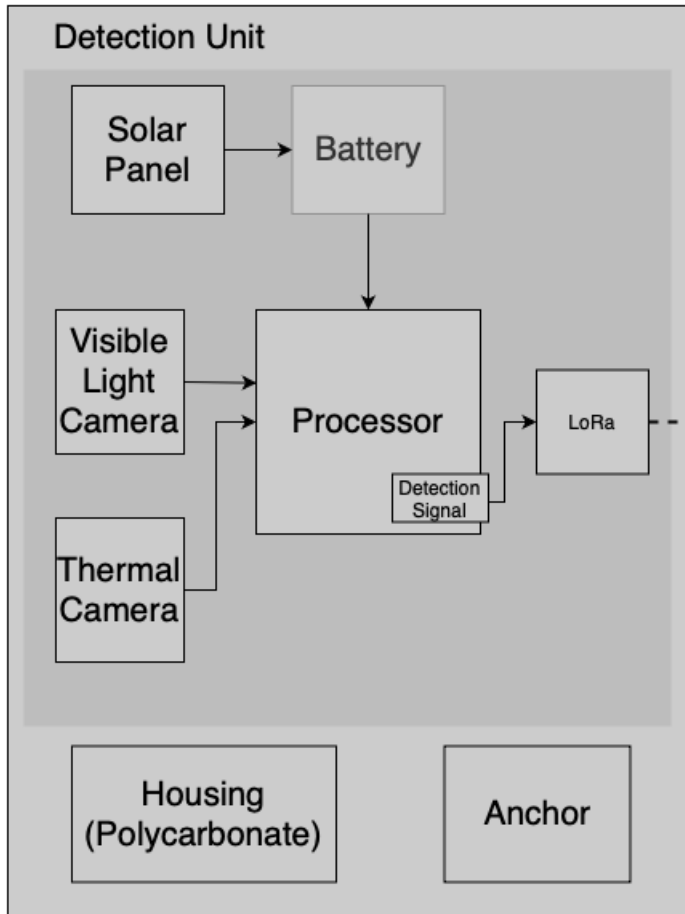 Detection Unit
Solar
Panel
Battery
Visible
Light
Camera
Processor
LoRa
Detection
Signal
Thermal
Camera
Housing
(Polycarbonate)
Anchor